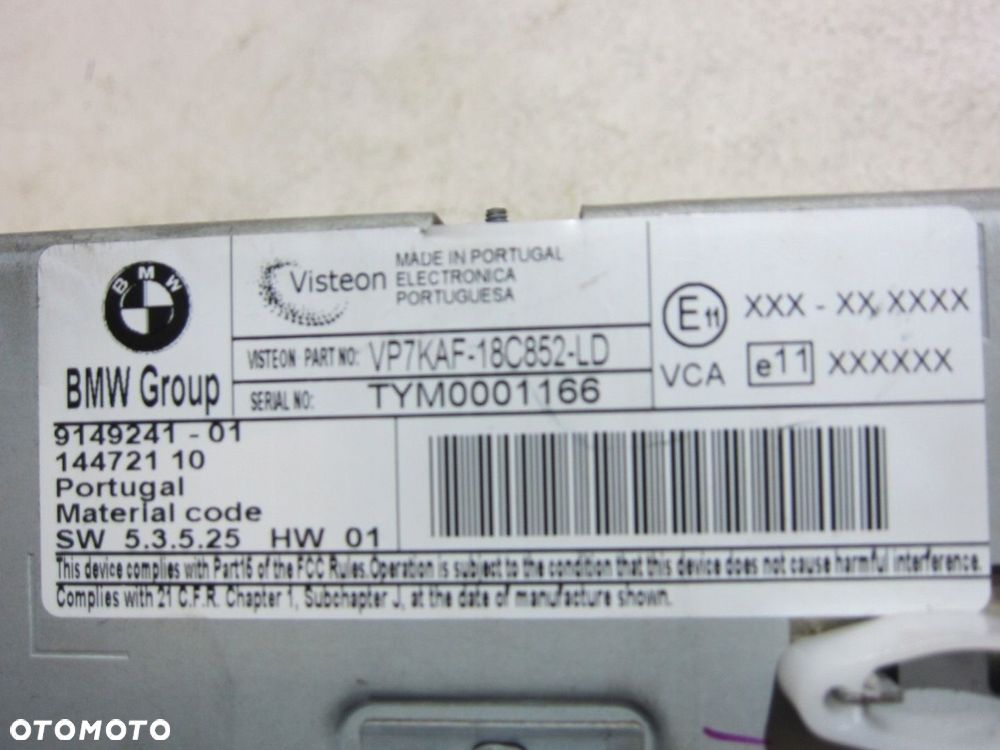 BMW
BMW Group
Visteon
MADE IN PORTUGAL
ELECTRONICA
PORTUGUESA
VISTEON PART NO: VP7KAF-18C852-LD
SERIAL NO: TYM0001166
E11 XXX - XX, XXXX
VCA e11 XXXXXX
9149241 - 01
144721 10
Portugal
Material code
SW 5.3.5.25 HW 01
This device complies with Part15 of the FCC Rules.Operation is subject to the condition that this device does not cause harmful interference.
Complies with 21 C.F.R. Chapter 1, Subchapter J, at the date of manufacture shown.
OTOMOTO